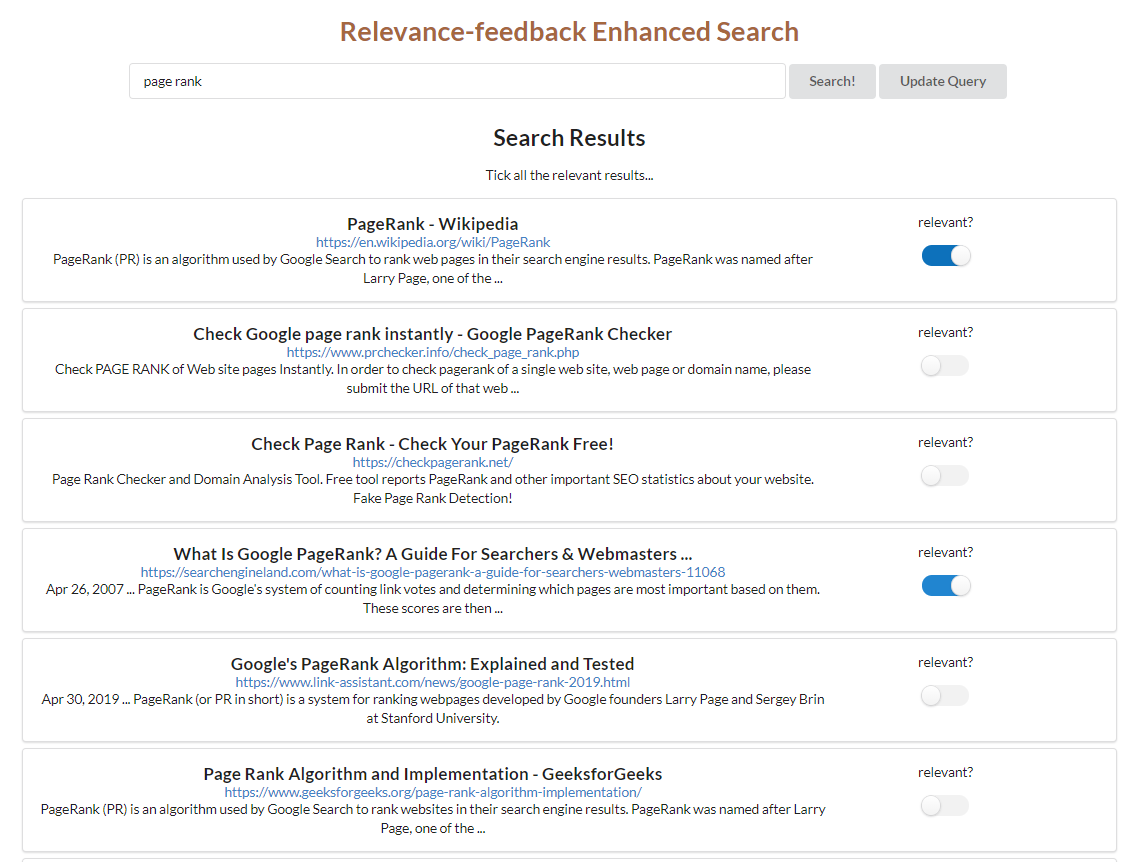 Relevance-feedback Enhanced Search
page rank
Search!
Update Query
Search Results
Tick all the relevant results...
PageRank - Wikipedia
relevant?
https://en.wikipedia.org/wiki/PageRank
PageRank (PR) is an algorithm used by Google Search to rank web pages in their search engine results. PageRank was named after
Larry Page, one of the ...
Check Google page rank instantly - Google PageRank Checker
relevant?
https://www.prchecker.info/check_page_rank.php
Check PAGE RANK of Web site pages Instantly. In order to check pagerank of a single web site, web page or domain name, please
submit the URL of that web ...
Check Page Rank - Check Your PageRank Free!
relevant?
https://checkpagerank.net/
Page Rank Checker and Domain Analysis Tool. Free tool reports PageRank and other important SEO statistics about your website.
Fake Page Rank Detection!
What Is Google PageRank? A Guide For Searchers & Webmasters ...
relevant?
https://searchengineland.com/what-is-google-pagerank-a-guide-for-searchers-webmasters-11068
Apr 26, 2007 ... PageRank is Google's system of counting link votes and determining which pages are most important based on them.
These scores are then ...
Google's PageRank Algorithm: Explained and Tested
relevant?
https://www.link-assistant.com/news/google-page-rank-2019.html
Apr 30, 2019 ... PageRank (or PR in short) is a system for ranking webpages developed by Google founders Larry Page and Sergey Brin
at Stanford University.
Page Rank Algorithm and Implementation - GeeksforGeeks
relevant?
https://www.geeksforgeeks.org/page-rank-algorithm-implementation/
PageRank (PR) is an algorithm used by Google Search to rank websites in their search engine results. PageRank was named after Larry
Page, one of the ...